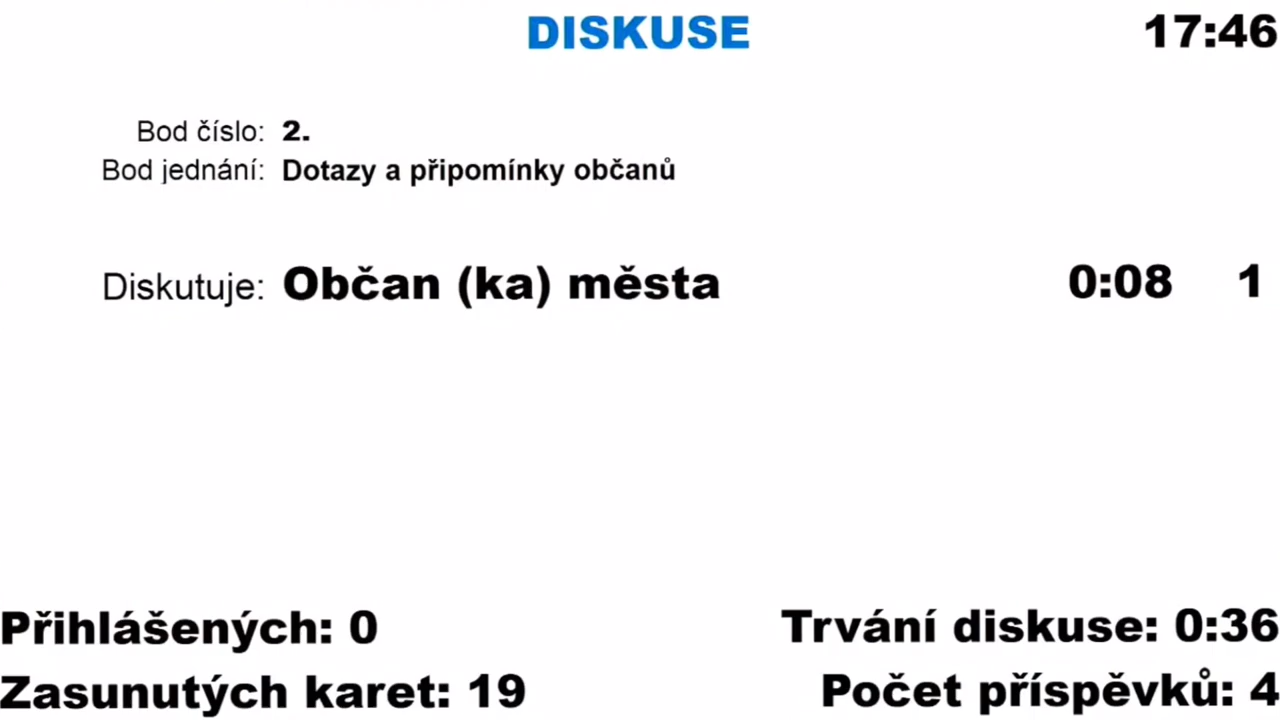 DISKUSE 17:46
Bod číslo: 2.
Bod jednání: Dotazy a připomínky občanů
Diskutuje: Občan (ka) města 0:08 1
Přihlášených: 0 Trvání diskuse: 0:36
Zasunutých karet: 19 Počet příspěvků: 4